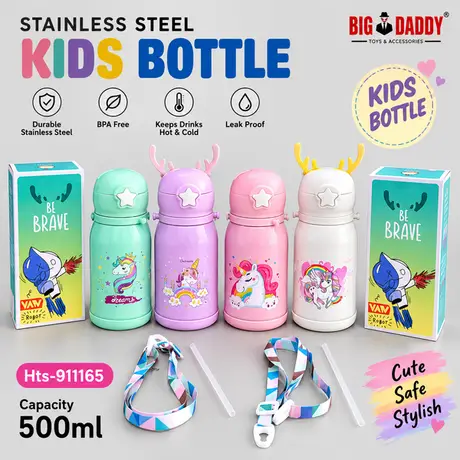 STAINLESS STEEL
KIDS BOTTLE
BIG DADDY®
TOYS & ACCESSORIES
KIDS
BOTTLE
Durable
Stainless Steel
BPA Free
Keeps Drinks
Hot & Cold
Leak Proof
BE
BRAVE
BE
BRAVE
dreams
Hts-911165
Capacity
500ml
Cute
Safe
Stylish